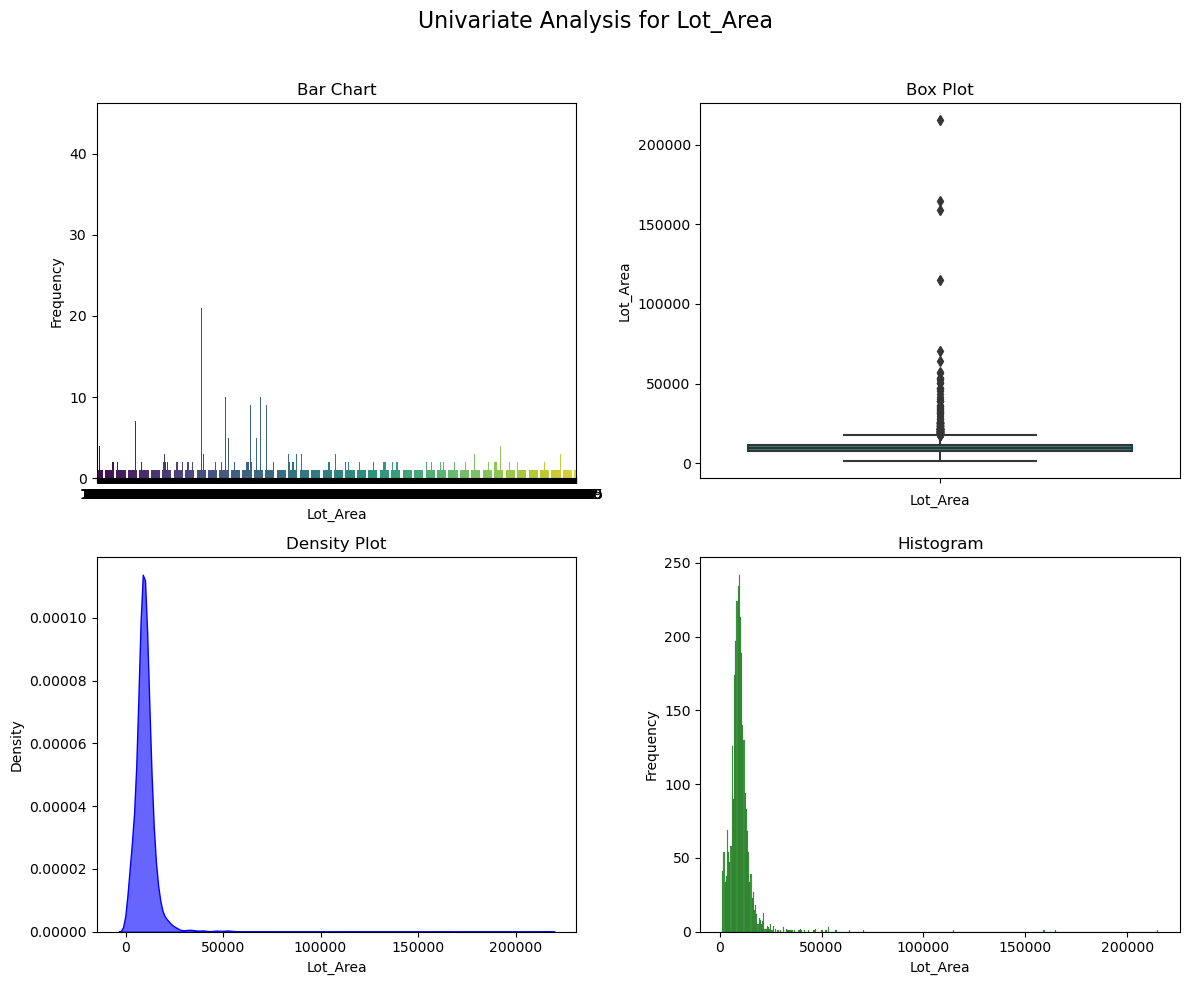 Univariate Analysis for Lot_Area
Bar Chart
40
30
20
10
0
Frequency
Lot_Area
Box Plot
200000
150000
100000
50000
0
Lot_Area
Lot_Area
Density Plot
0.00010
0.00008
0.00006
0.00004
0.00002
0.00000
Density
0 50000 100000 150000 200000
Lot_Area
Histogram
250
200
150
100
50
0
Frequency
0 50000 100000 150000 200000
Lot_Area